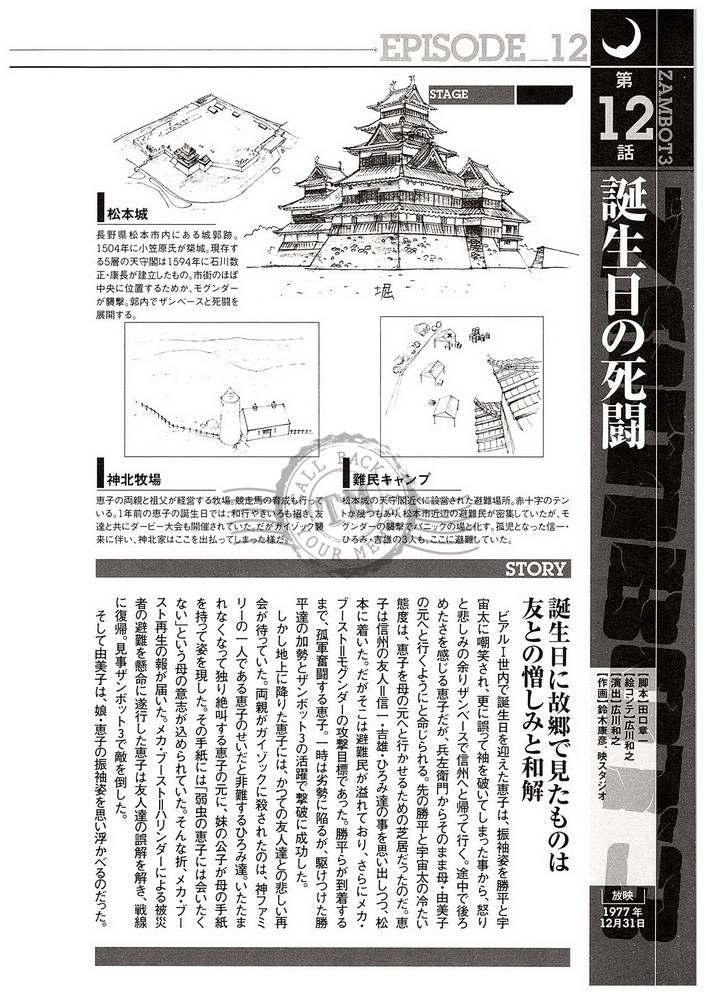 EPISODE_12
ZAMBOT3
第
12
話
誕生日の死闘
【脚本】田口章一
【絵コンテ】広川和之
【演出】広川和之
【作画】鈴木康彦、映スタジオ
放映
1977年
12月31日
STAGE
堀
松本城
長野県松本市内にある城郭跡。
1504年に小笠原氏が築城。現存す
る5層の天守閣は1594年に石川数
正・康長が建立したもの。市街のほぼ
中央に位置するためか、モグンダー
が襲撃。郭内でザンベースと死闘を
展開する。
神北牧場
恵子の両親と祖父が経営する牧場。競走馬の育成も行って
いる。1年前の恵子の誕生日では、和行やきいろも招き、友
達と共にダービー大会も開催されていた。だがガイゾック襲
来に伴い、神北家はここを出払ってしまった様だ。
難民キャンプ
松本城の天守閣近くに設営された避難場所。赤十字のテン
トが幾つもあり、松本市近辺の避難民が密集していたが、モ
グンダーの襲撃でパニックの場と化す。孤児となった信一・
ひろみ・吉雄の3人も、ここに避難していた。
ALL BACK
TM
YOUR ME
STORY
誕生日に故郷で見たものは
友との憎しみと和解
ビアルⅠ世内で誕生日を迎えた恵子は、振袖姿を勝平と宇
宙太に嘲笑され、更に誤って袖を破いてしまった事から、怒り
と悲しみの余りザンベースで信州へと帰って行く。途中で後ろ
めたさを感じる恵子だが、兵左衛門からそのまま母・由美子
の元へと行くようにと命じられる。先の勝平と宇宙太の冷たい
態度は、恵子を母の元へと行かせるための芝居だったのだ。恵
子は信州の友人=信一・吉雄・ひろみ達の事を思い出しつつ、松
本に着いた。だがそこは避難民が溢れており、さらにメカ・
ブースト=モグンダーの攻撃目標であった。勝平らが到着する
まで、孤軍奮闘する恵子。一時は劣勢に陥るが、駆けつけた勝
平達の加勢とザンボット3の活躍で撃破に成功した。
しかし地上に降りた恵子には、かつての友人達との悲しい再
会が待っていた。両親がガイゾックに殺されたのは、神ファミ
リーの一人である恵子のせいだと非難するひろみ達。いたたま
れなくなって独り絶叫する恵子の元に、妹の公子が母の手紙
を持って姿を現した。その手紙には「弱虫の恵子には会いたく
ない」という母の意志が込められていた。そんな折、メカ・ブー
スト再生の報が届いた。メカ・ブースト=ハリンダーによる被災
者の避難を懸命に遂行した恵子は友人達の誤解を解き、戦線
に復帰。見事ザンボット3で敵を倒した。
そして由美子は、娘・恵子の振袖姿を思い浮かべるのだった。